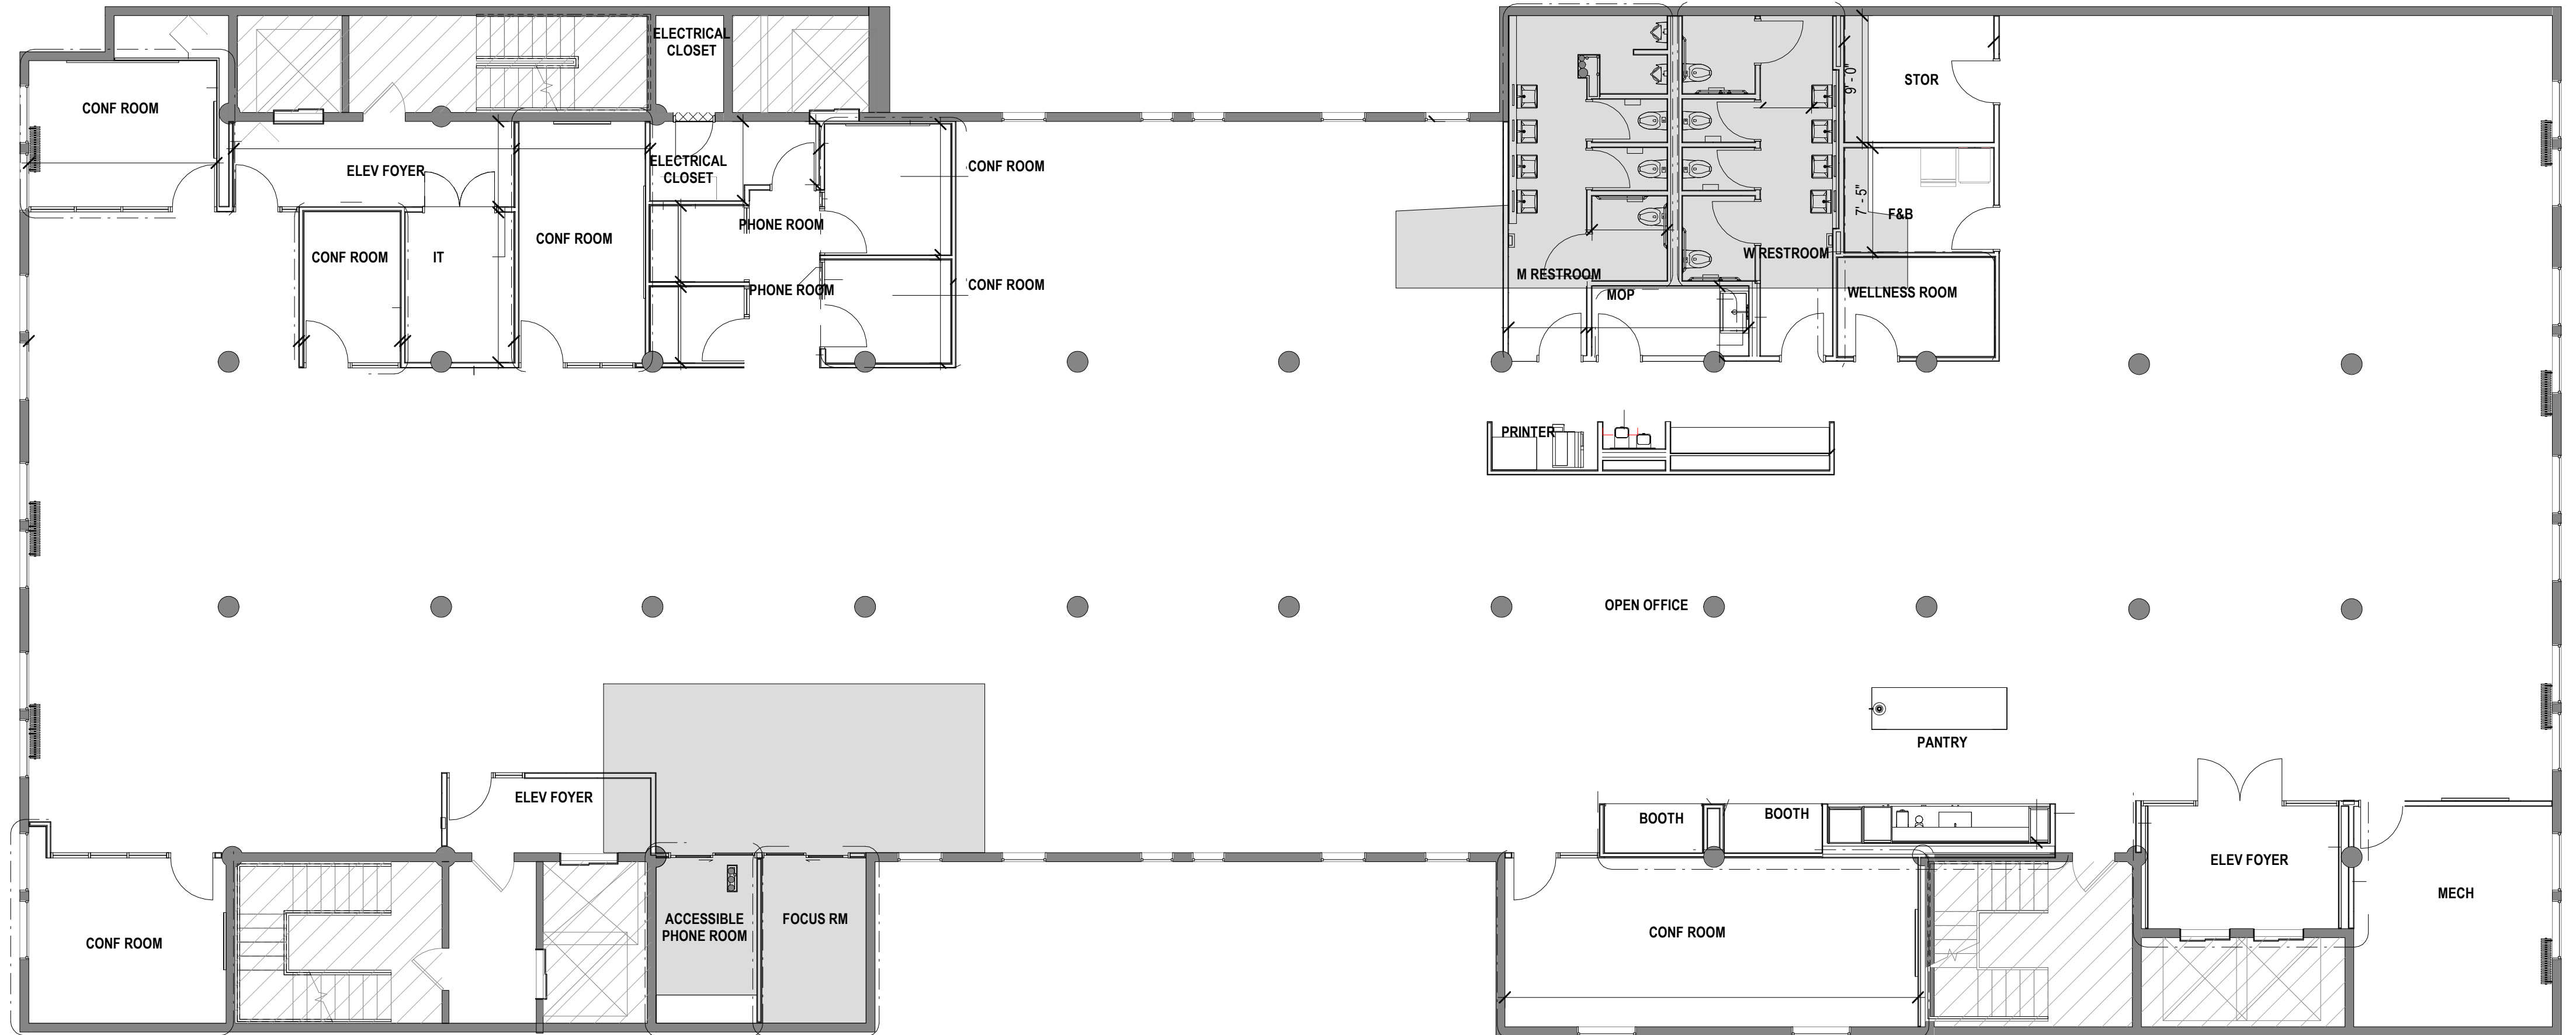 ELECTRICAL
CLOSET
CONF ROOM
STOR
9' - 0"
ELEV FOYER
ELECTRICAL
CLOSET
CONF ROOM
PHONE ROOM
7' - 5"
F&B
CONF ROOM
IT
CONF ROOM
W RESTROOM
M RESTROOM
PHONE ROOM
CONF ROOM
MOP
WELLNESS ROOM
PRINTER
OPEN OFFICE
PANTRY
ELEV FOYER
BOOTH
BOOTH
ELEV FOYER
MECH
ACCESSIBLE
PHONE ROOM
FOCUS RM
CONF ROOM
CONF ROOM